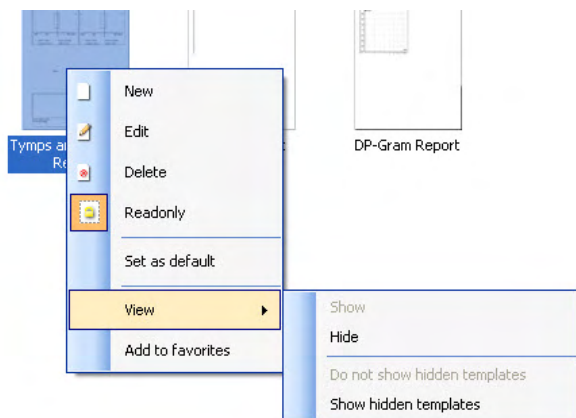 Tymps a
Re
DP-Gram Report
New
Edit
Delete
Readonly
Set as default
View
Add to favorites
Show
Hide
Do not show hidden templates
Show hidden templates